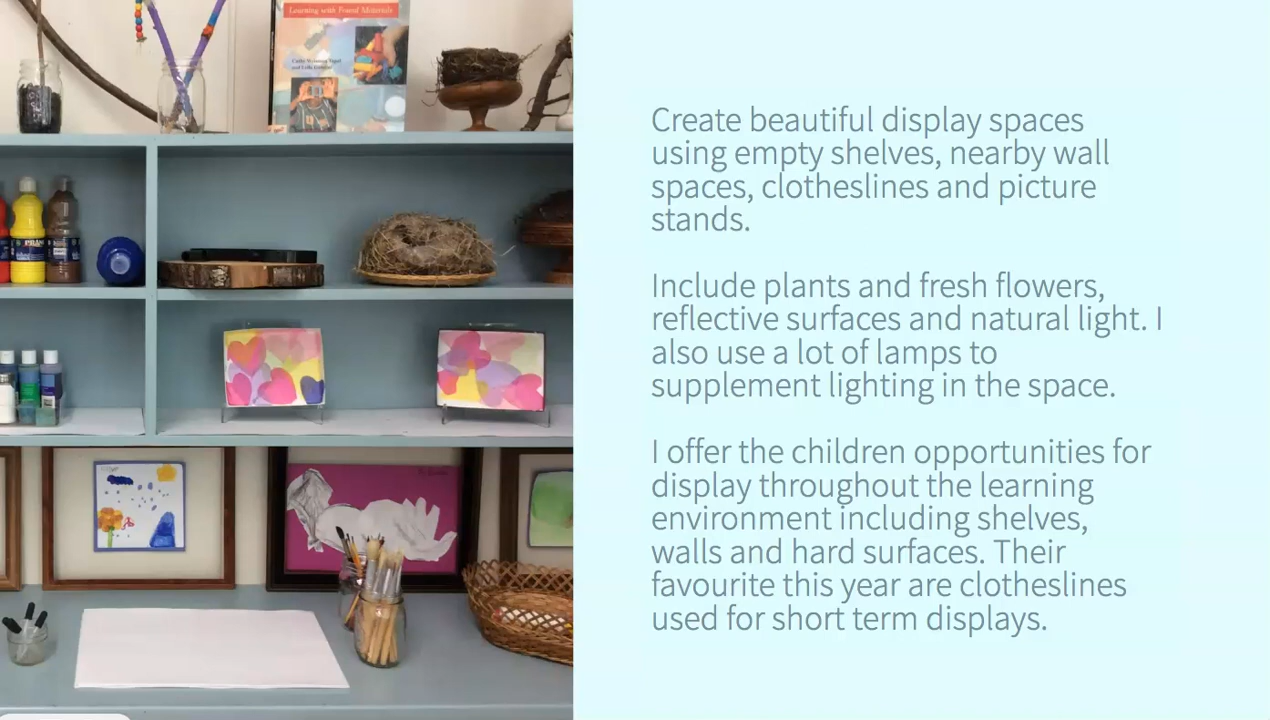 Learning with Found Materials
Create beautiful display spaces
using empty shelves, nearby wall
spaces, clotheslines and picture
stands.
Include plants and fresh flowers,
reflective surfaces and natural light. I
also use a lot of lamps to
supplement lighting in the space.
I offer the children opportunities for
display throughout the learning
environment including shelves,
walls and hard surfaces. Their
favourite this year are clotheslines
used for short term displays.